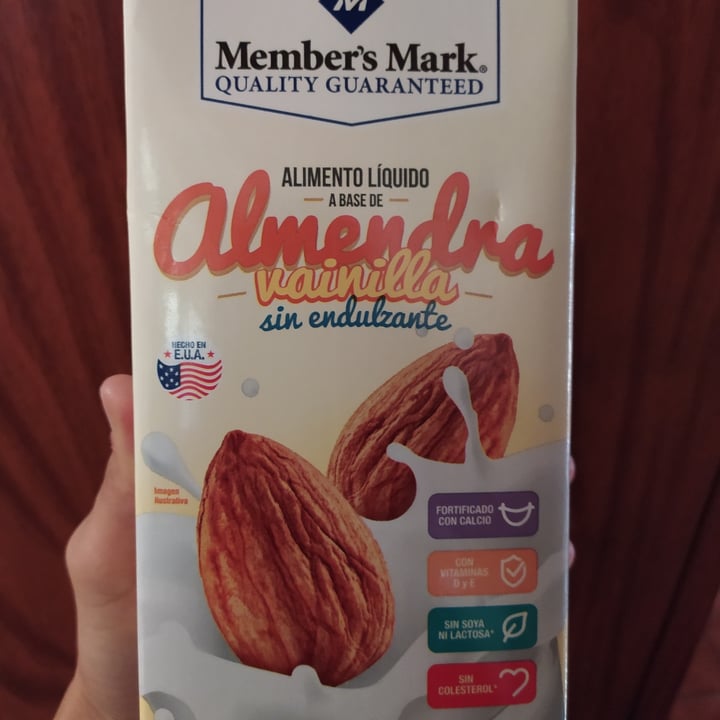 M
Member's Mark®
QUALITY GUARANTEED
ALIMENTO LÍQUIDO
A BASE DE
Almendra
vainilla
sin endulzante
HECHO EN
E.U.A.
Imagen
Ilustrativa
FORTIFICADO
CON CALCIO
CON
VITAMINAS
D y E
SIN SOYA
NI LACTOSA*
SIN
COLESTEROL*